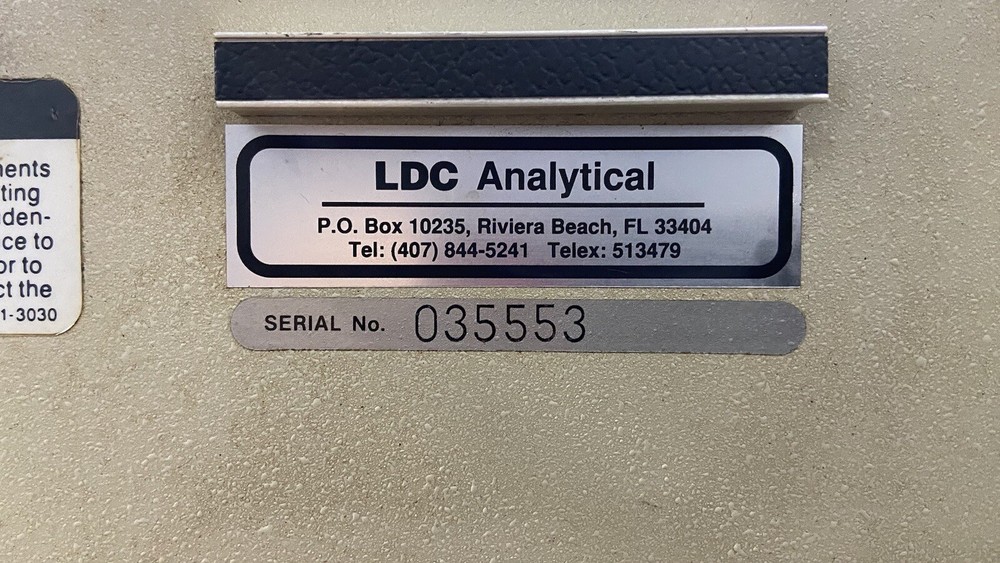 ents
ting
den-
ce to
or to
ct the
1-3030
LDC Analytical
P.O. Box 10235, Riviera Beach, FL 33404
Tel: (407) 844-5241 Telex: 513479
SERIAL No. 035553